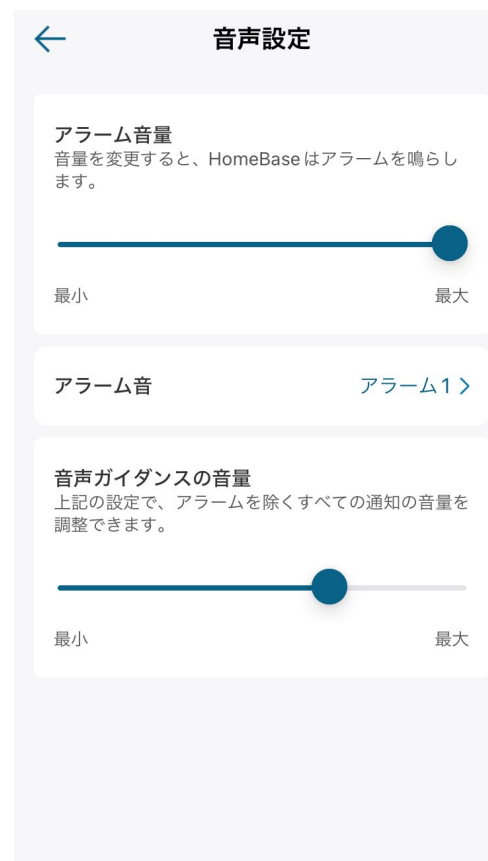 音声設定
アラーム音量
音量を変更すると、HomeBaseはアラームを鳴らし
ます。
最小 最大
アラーム音 アラーム1
音声ガイダンスの音量
上記の設定で、アラームを除くすべての通知の音量を
調整できます。
最小 最大